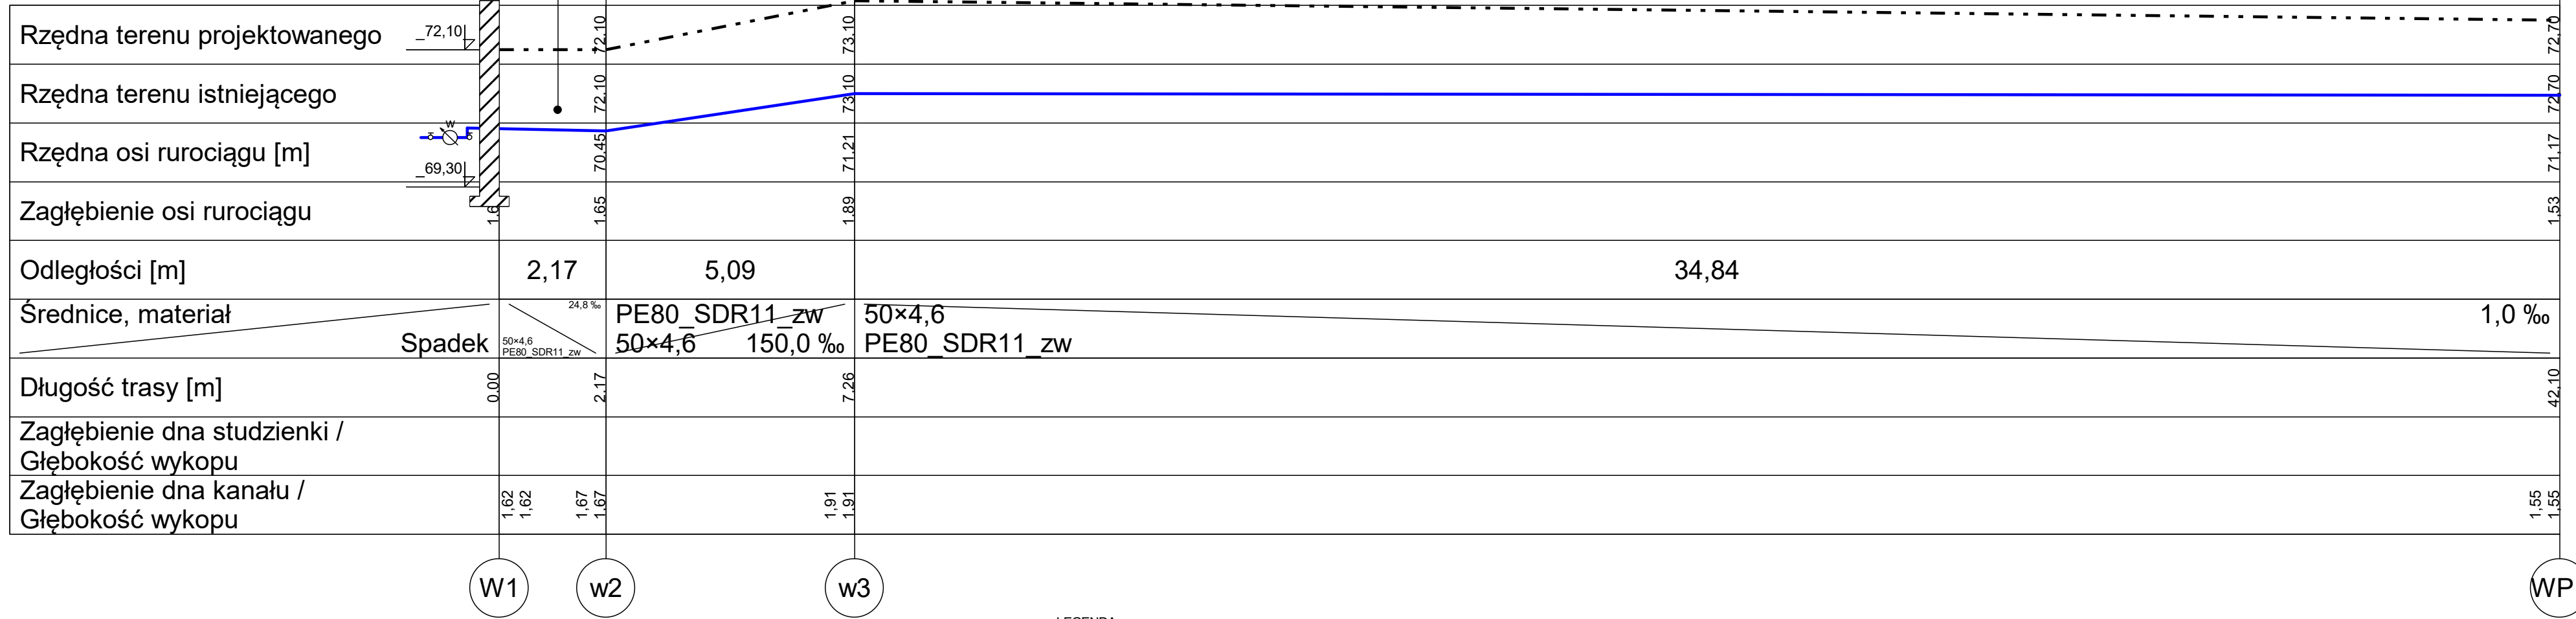 Rzędna terenu projektowanego 72,10 72,10 73,10 72,70
Rzędna terenu istniejącego 72,10 73,10 72,70
W
Rzędna osi rurociągu [m] 70,45 71,21 71,17
69,30
Zagłębienie osi rurociągu 1,65 1,89 1,53
Odległości [m] 2,17 5,09 34,84
Średnice, materiał 24,8 ‰ PE80_SDR11_zw 50×4,6 1,0 ‰
Spadek 50×4,6 50×4,6 150,0 ‰ PE80_SDR11_zw
PE80_SDR11_zw
Długość trasy [m] 0,00 2,17 7,26 42,10
Zagłębienie dna studzienki /
Głębokość wykopu
Zagłębienie dna kanału / 1,62 1,62 1,67 1,67 1,91 1,91 1,55 1,55
Głębokość wykopu
W1 w2 w3 WP